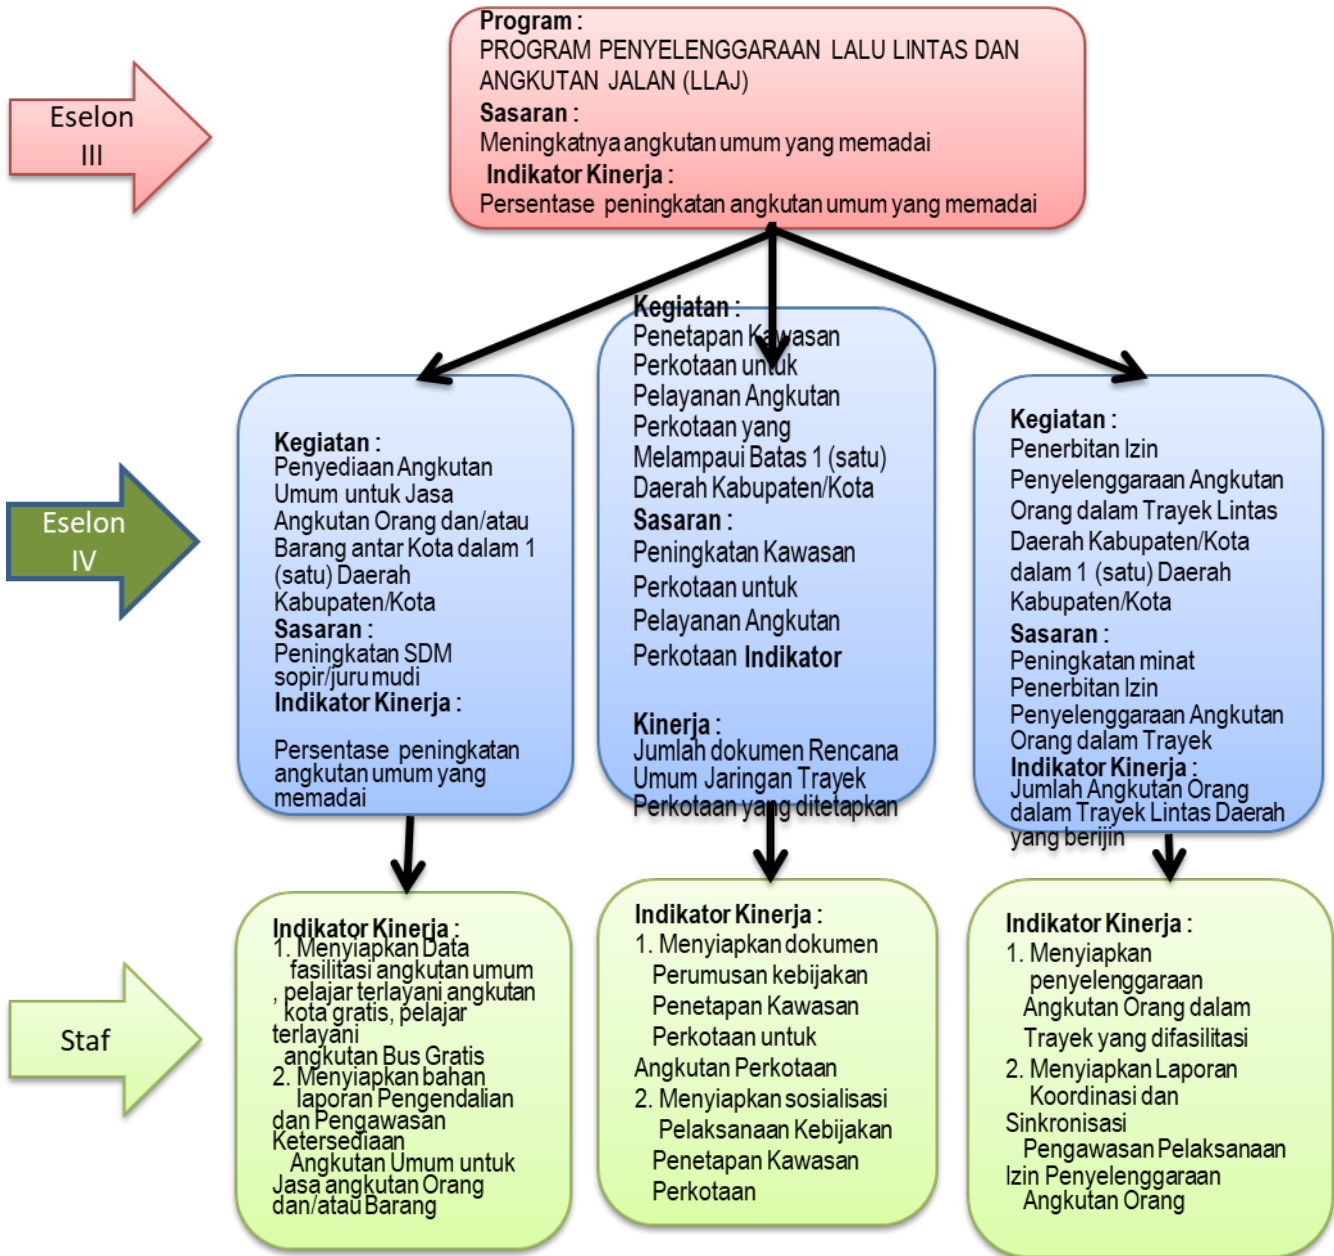 Program :
PROGRAM PENYELENGGARAAN LALU LINTAS DAN
ANGKUTAN JALAN (LLAJ)
Sasaran :
Meningkatnya angkutan umum yang memadai
Indikator Kinerja :
Persentase peningkatan angkutan umum yang memadai
Eselon
III
Eselon
IV
Kegiatan :
Penyediaan Angkutan
Umum untuk Jasa
Angkutan Orang dan/atau
Barang antar Kota dalam 1
(satu) Daerah
Kabupaten/Kota
Sasaran :
Peningkatan SDM
sopir/juru mudi
Indikator Kinerja :
Persentase peningkatan
angkutan umum yang
memadai
Kegiatan :
Penetapan Kawasan
Perkotaan untuk
Pelayanan Angkutan
Perkotaan yang
Melampaui Batas 1 (satu)
Daerah Kabupaten/Kota
Sasaran :
Peningkatan Kawasan
Perkotaan untuk
Pelayanan Angkutan
Perkotaan Indikator
Kinerja :
Jumlah dokumen Rencana
Umum Jaringan Trayek
Perkotaan yang ditetapkan
Kegiatan :
Penerbitan Izin
Penyelenggaraan Angkutan
Orang dalam Trayek Lintas
Daerah Kabupaten/Kota
dalam 1 (satu) Daerah
Kabupaten/Kota
Sasaran :
Peningkatan minat
Penerbitan Izin
Penyelenggaraan Angkutan
Orang dalam Trayek
Indikator Kinerja :
Jumlah Angkutan Orang
dalam Trayek Lintas Daerah
yang berijin
Staf
Indikator Kinerja :
1. Menyiapkan Data
fasilitasi angkutan umum
, pelajar terlayani angkutan
kota gratis, pelajar
terlayani
angkutan Bus Gratis
2. Menyiapkan bahan
laporan Pengendalian
dan Pengawasan
Ketersediaan
Angkutan Umum untuk
Jasa angkutan Orang
dan/atau Barang
Indikator Kinerja :
1. Menyiapkan dokumen
Perumusan kebijakan
Penetapan Kawasan
Perkotaan untuk
Angkutan Perkotaan
2. Menyiapkan sosialisasi
Pelaksanaan Kebijakan
Penetapan Kawasan
Perkotaan
Indikator Kinerja :
1. Menyiapkan
penyelenggaraan
Angkutan Orang dalam
Trayek yang difasilitasi
2. Menyiapkan Laporan
Koordinasi dan
Sinkronisasi
Pengawasan Pelaksanaan
Izin Penyelenggaraan
Angkutan Orang